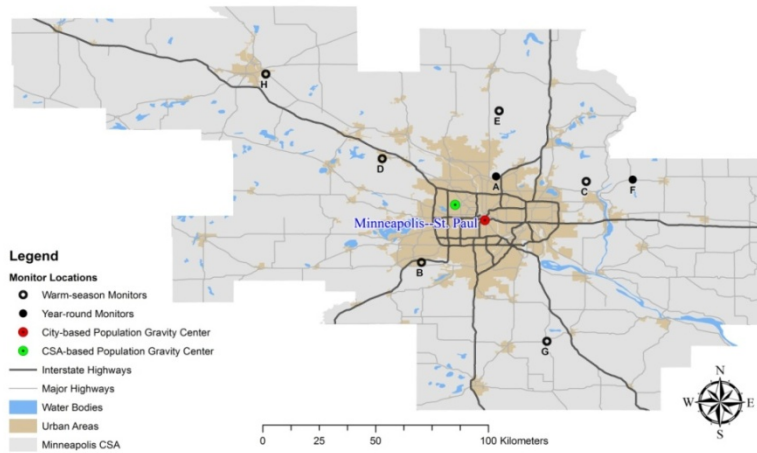 H
E
D
A
C
F
Minneapolis--St. Paul
B
G
Legend
Monitor Locations
Warm-season Monitors
Year-round Monitors
City-based Population Gravity Center
CSA-based Population Gravity Center
Interstate Highways
Major Highways
Water Bodies
Urban Areas
Minneapolis CSA
N
W E
S
0 25 50 100 Kilometers